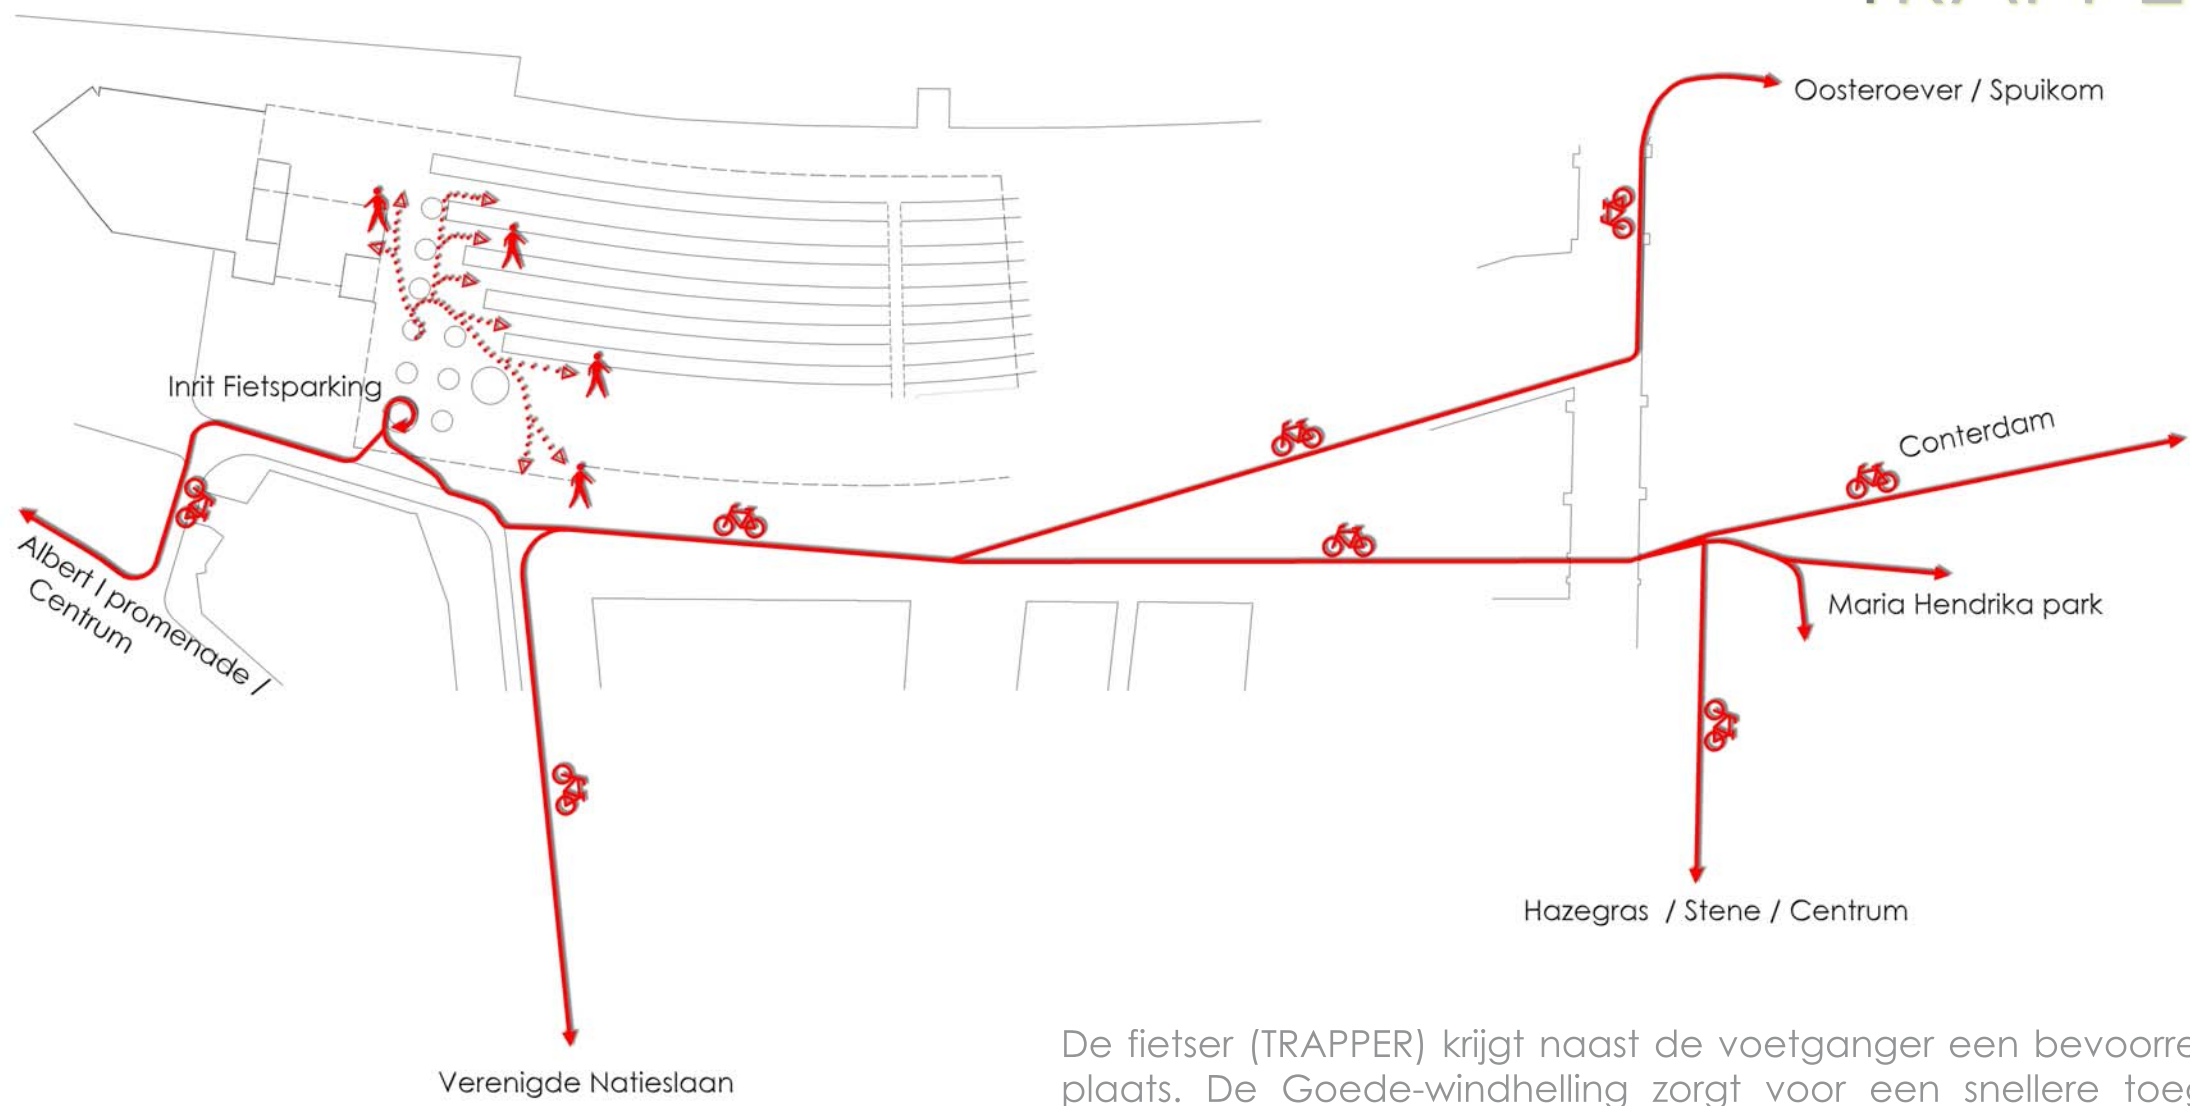 Oosteroever / Spuikom
Inrit Fietsparking
Conterdam
Albert I promenade /
Centrum
Maria Hendrika park
Hazegras / Stene / Centrum
Verenigde Natieslaan
De fietser (TRAPPER) krijgt naast de voetganger een
plaats. De Goede-windhelling zorgt voor een snellere